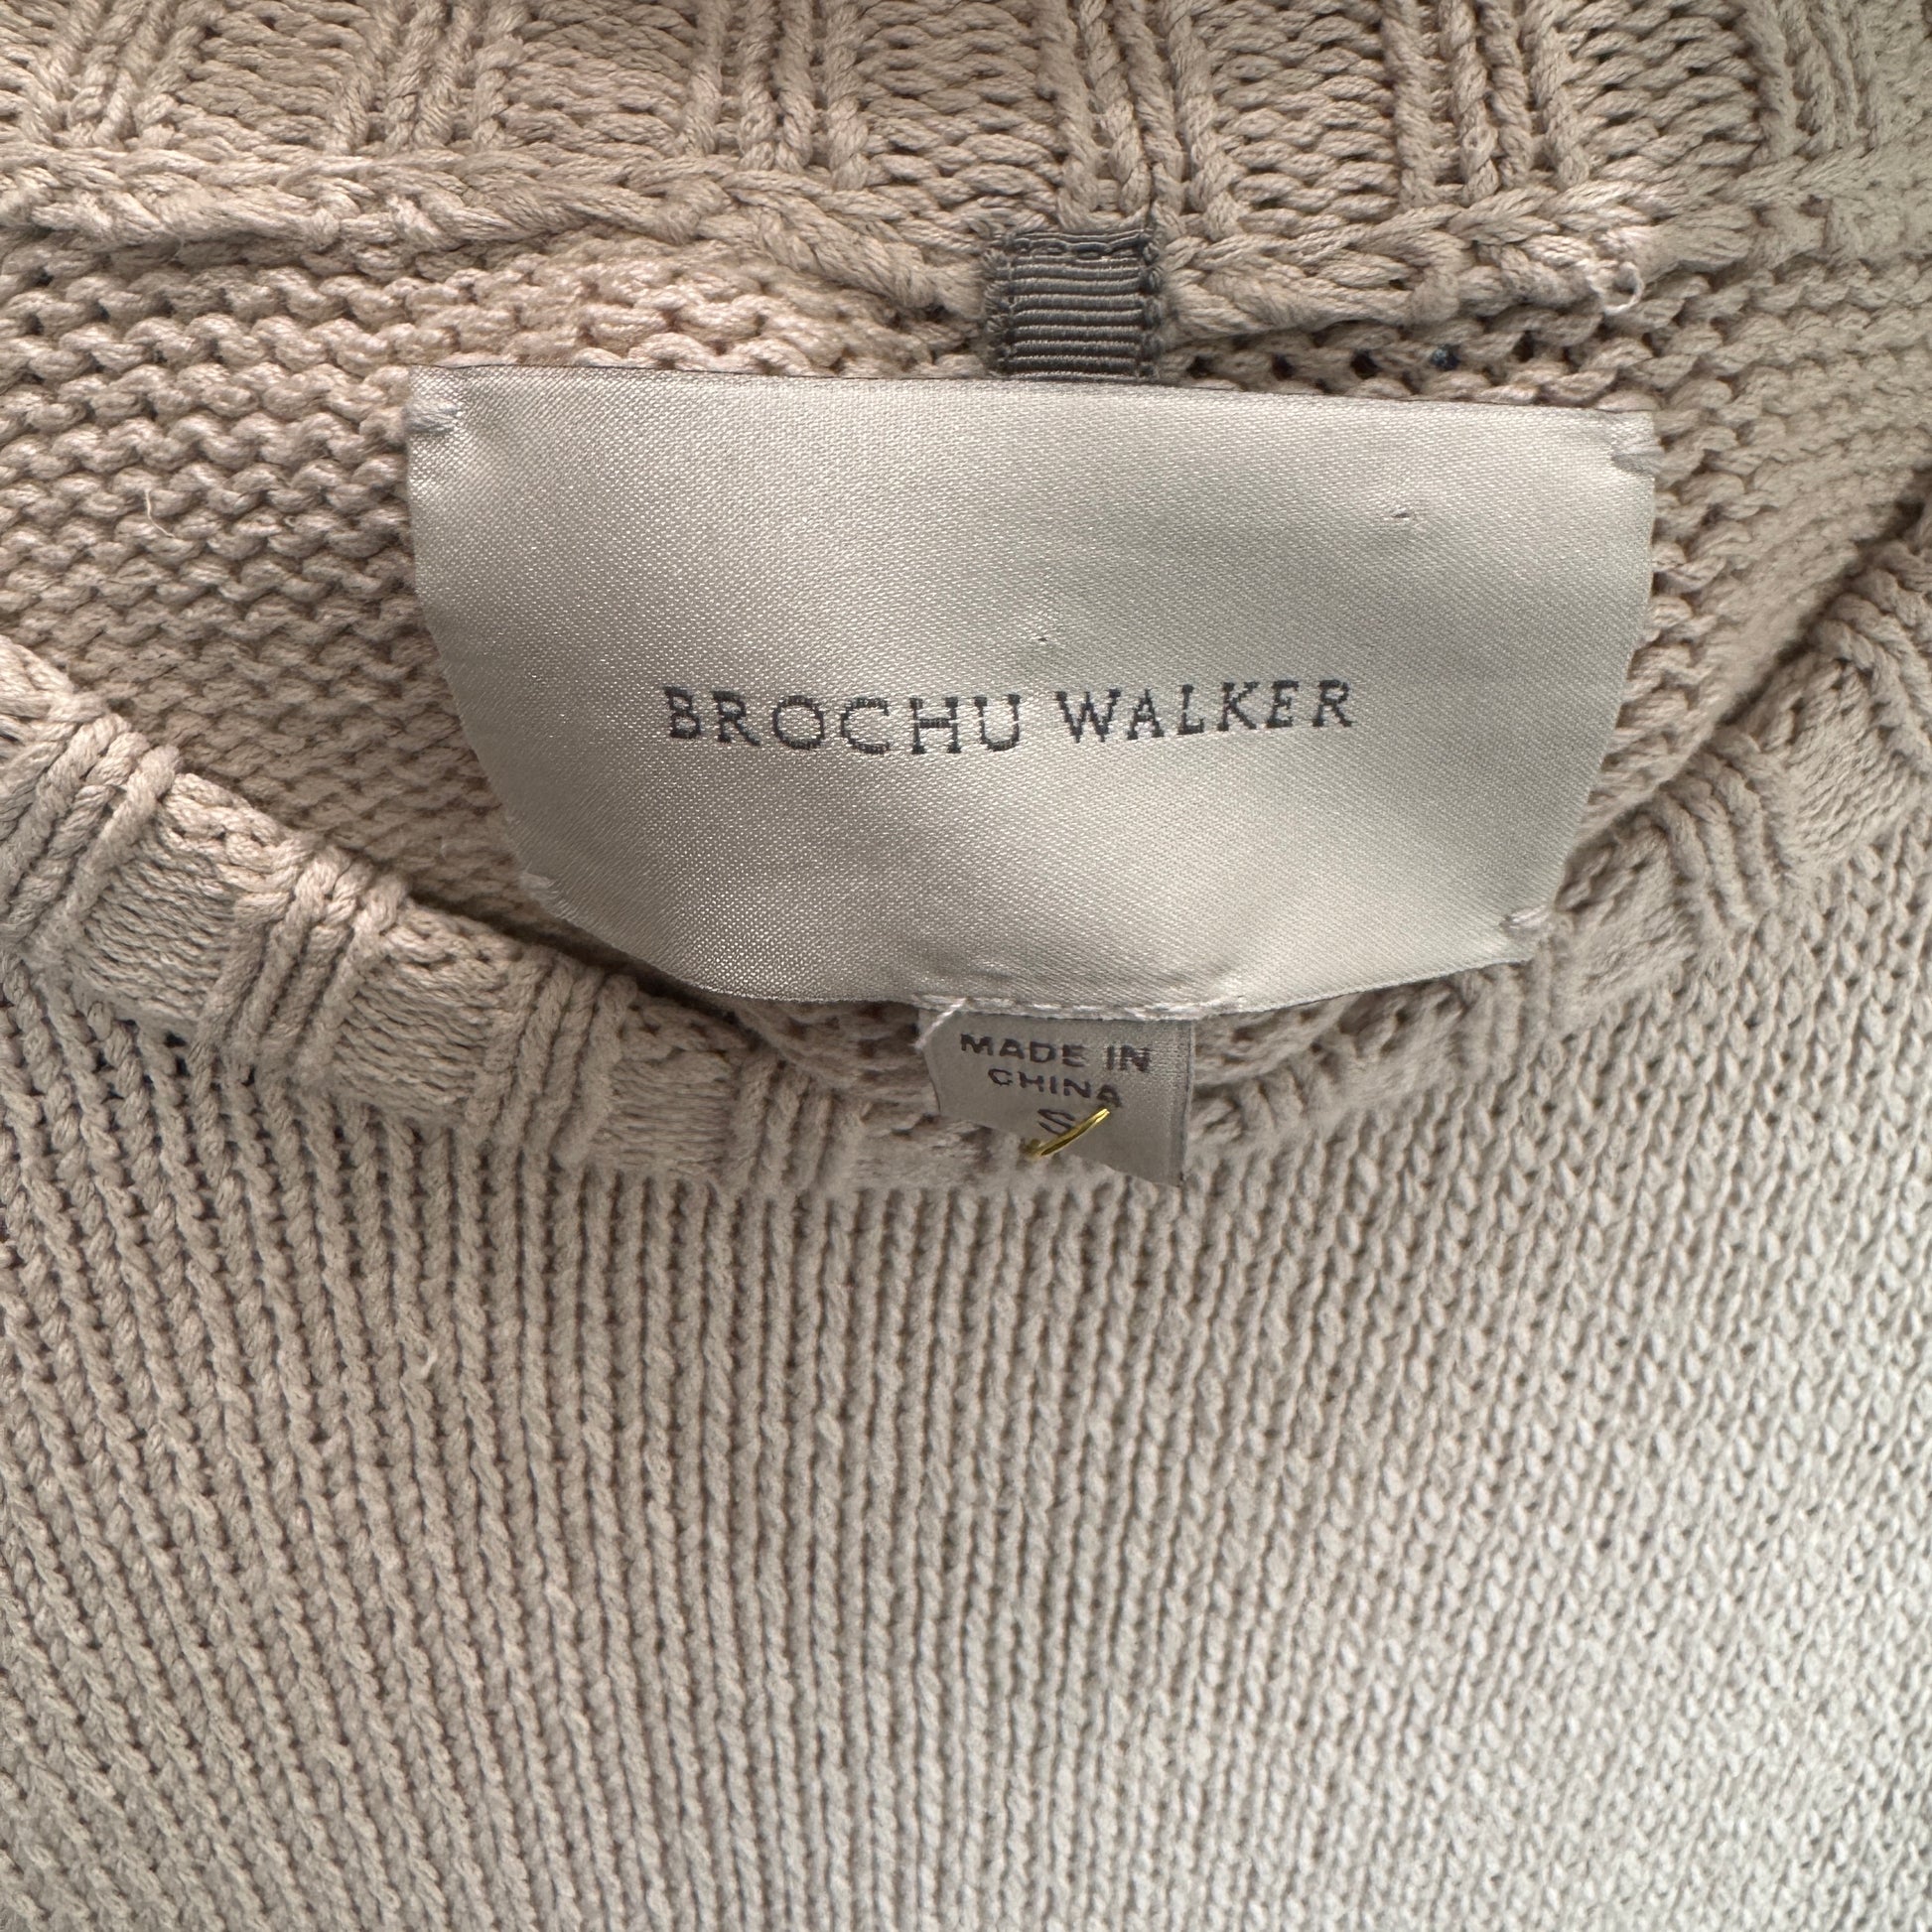 BROCHU WALKER
MADE IN
CHINA
S